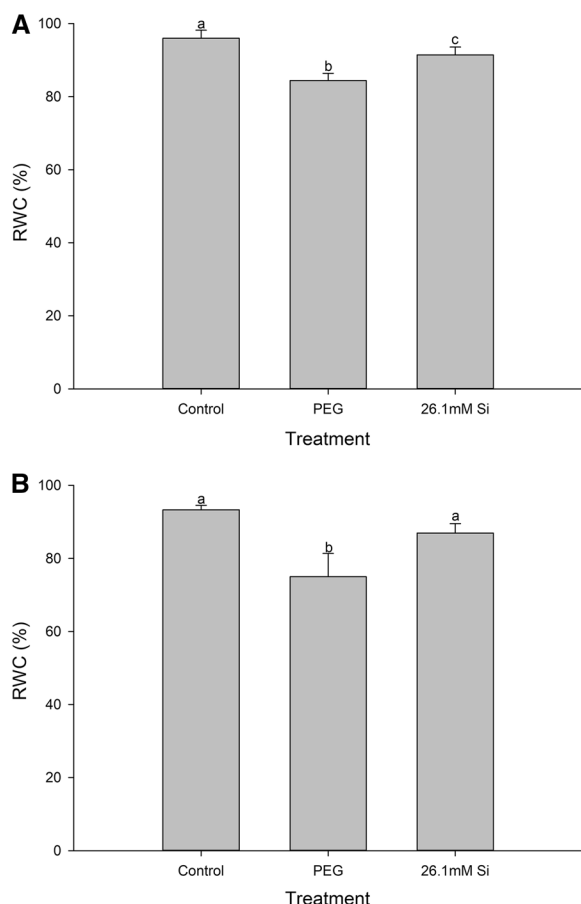 A
100
80
60
40
20
0
RWC (%)
a
b
c
Control
PEG
26.1mM Si
Treatment
B
100
80
60
40
20
0
RWC (%)
a
b
a
Control
PEG
26.1mM Si
Treatment